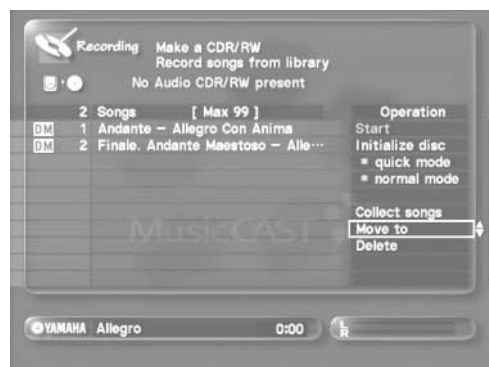 Recording
Make a CDR/RW
Record songs from library
No Audio CDR/RW present
2 Songs [ Max 99 ]
DM 1 Andante – Allegro Con Anima
DM 2 Finale. Andante Maestoso – Alle···
Operation
Start
Initialize disc
* quick mode
* normal mode
Collect songs
Move to
Delete
MusicCAST
YAMAHA Allegro 0:00
L
R